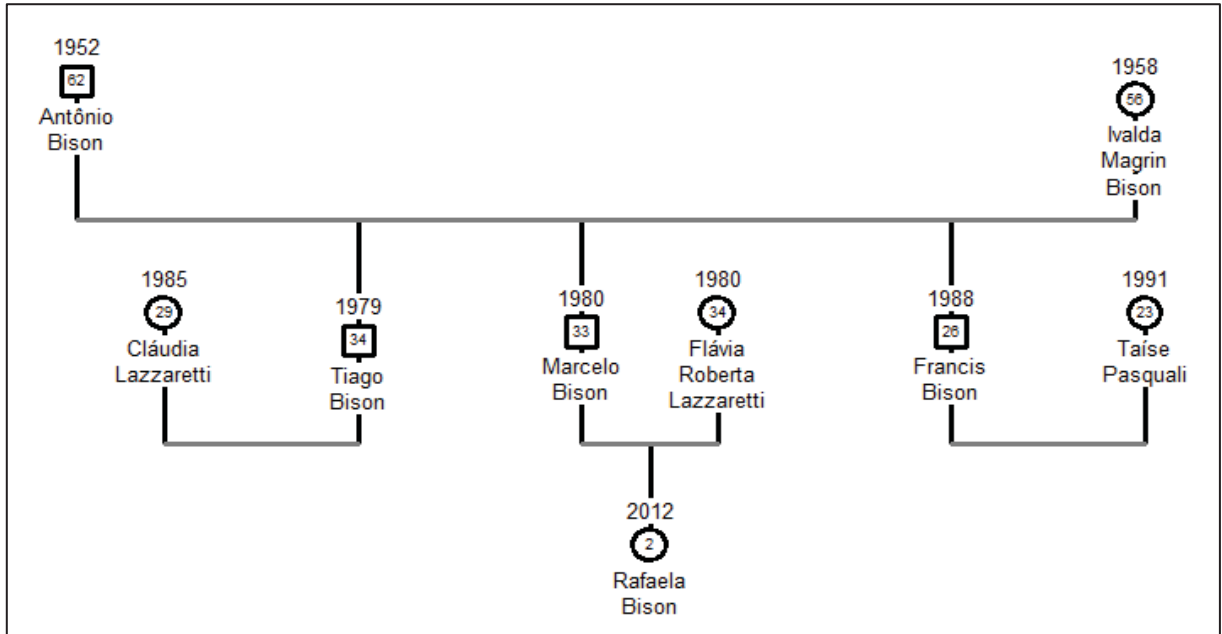 1952
62
Antônio
Bison
1958
56
Ivalda
Magrin
Bison
1985
29
Cláudia
Lazzaretti
1979
34
Tiago
Bison
1980
33
Marcelo
Bison
1980
34
Flávia
Roberta
Lazzaretti
1988
26
Francis
Bison
1991
23
Taíse
Pasquali
2012
2
Rafaela
Bison